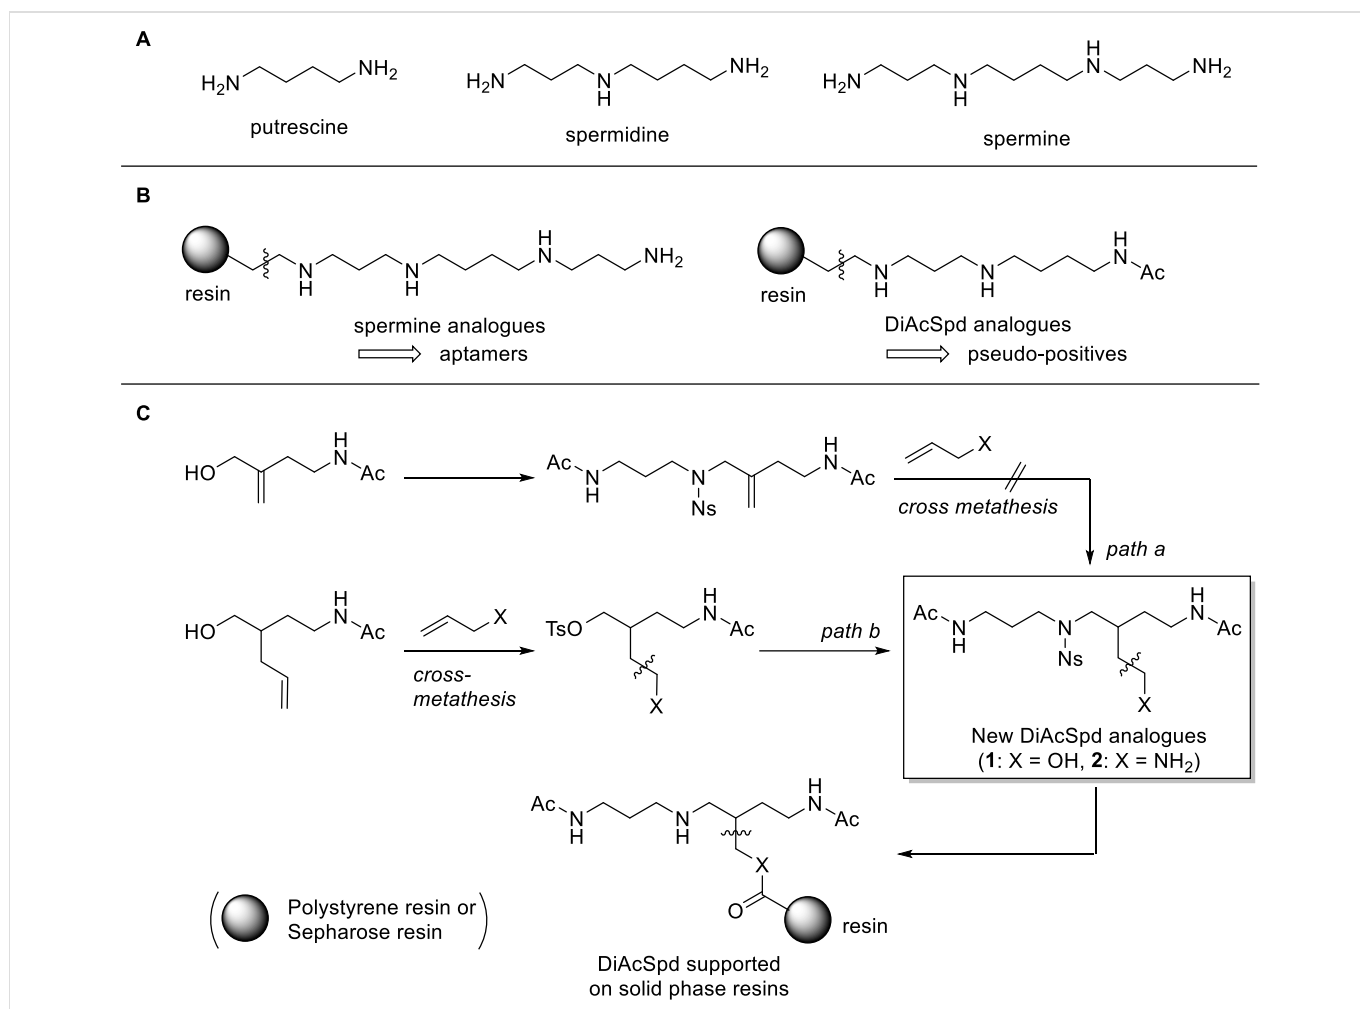 A
H2N NH2
putrescine
H2N N H NH2
spermidine
H2N N H H N NH2
spermine
B
resin
N H N H H N NH2
spermine analogues
aptamers
resin
N H N H H N Ac
DiAcSpd analogues
pseudo-positives
C
HO H N Ac
Ac N H N Ns H N Ac
X
cross metathesis
path a
HO H N Ac
X
cross-
metathesis
TsO H N Ac
X
path b
Ac N H N Ns H N Ac
X
New DiAcSpd analogues
(1: X = OH, 2: X = NH2)
Ac N H N H H N Ac
X
O
resin
Polystyrene resin or
Sepharose resin
DiAcSpd supported
on solid phase resins